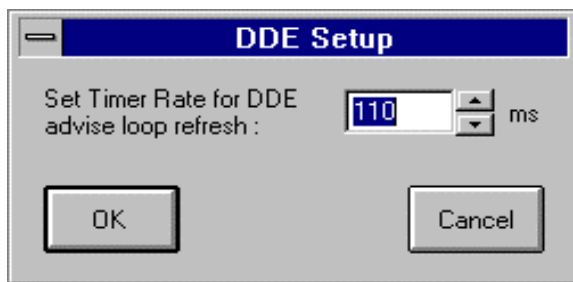 DDE Setup
Set Timer Rate for DDE
advise loop refresh :
110
ms
OK
Cancel